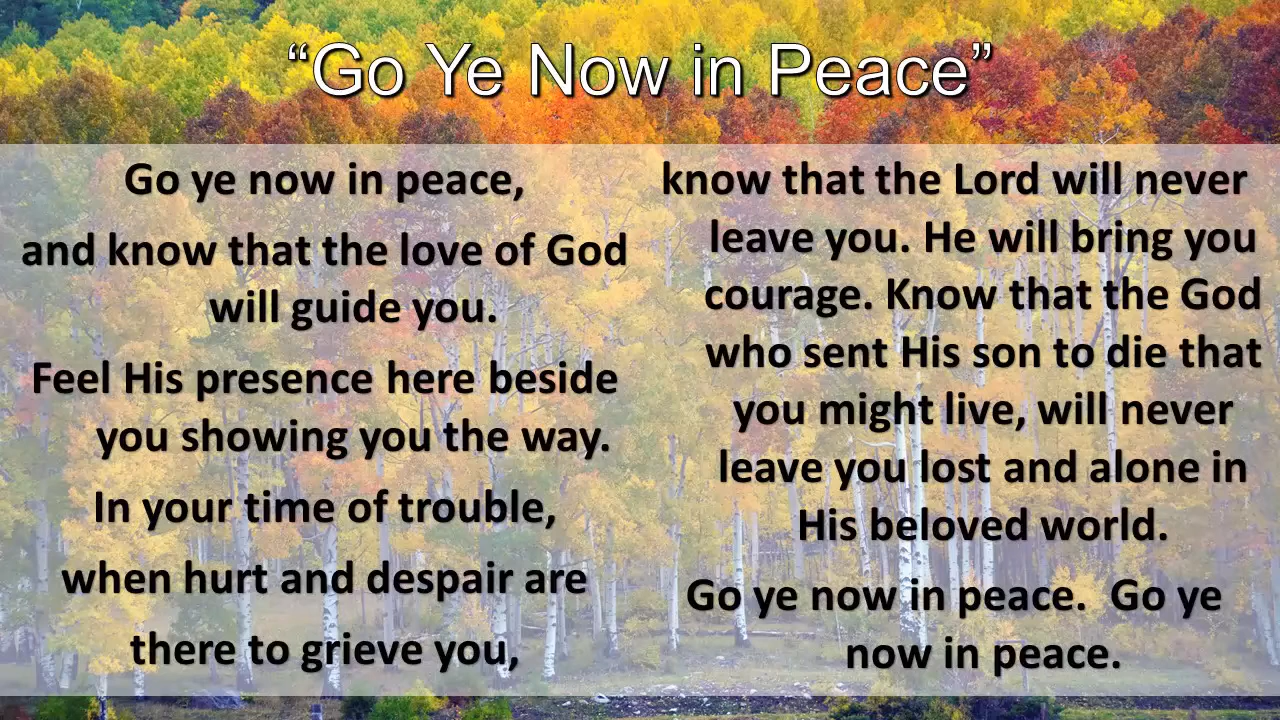 “Go Ye Now in Peace”
Go ye now in peace,
and know that the love of God
will guide you.
Feel His presence here beside
you showing you the way.
In your time of trouble,
when hurt and despair are
there to grieve you,
know that the Lord will never
leave you. He will bring you
courage. Know that the God
who sent His son to die that
you might live, will never
leave you lost and alone in
His beloved world.
Go ye now in peace.  Go ye
now in peace.